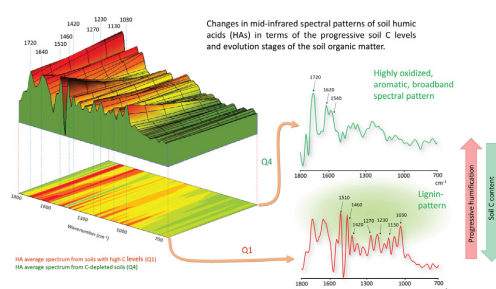 Changes in mid-infrared spectral patterns of soil humic
acids (HAs) in terms of the progressive soil C levels
and evolution stages of the soil organic matter.
1720
1640
1510
1460
1420
1270
1230
1130
1030
Highly oxidized,
aromatic, broadband
spectral pattern
1720
1620
1540
1800
1600
1300
1000
700
cm-1
Q4
Lignin-
pattern
1510
1460
1420
1270
1230
1130
1030
1800
1600
1300
1000
700
Q1
1800
1600
1300
1000
700
Wavenumber (cm-1)
Progressive humification
Soil C content
HA average spectrum from soils with high C levels (Q1)
HA average spectrum from C-depleted soils (Q4)